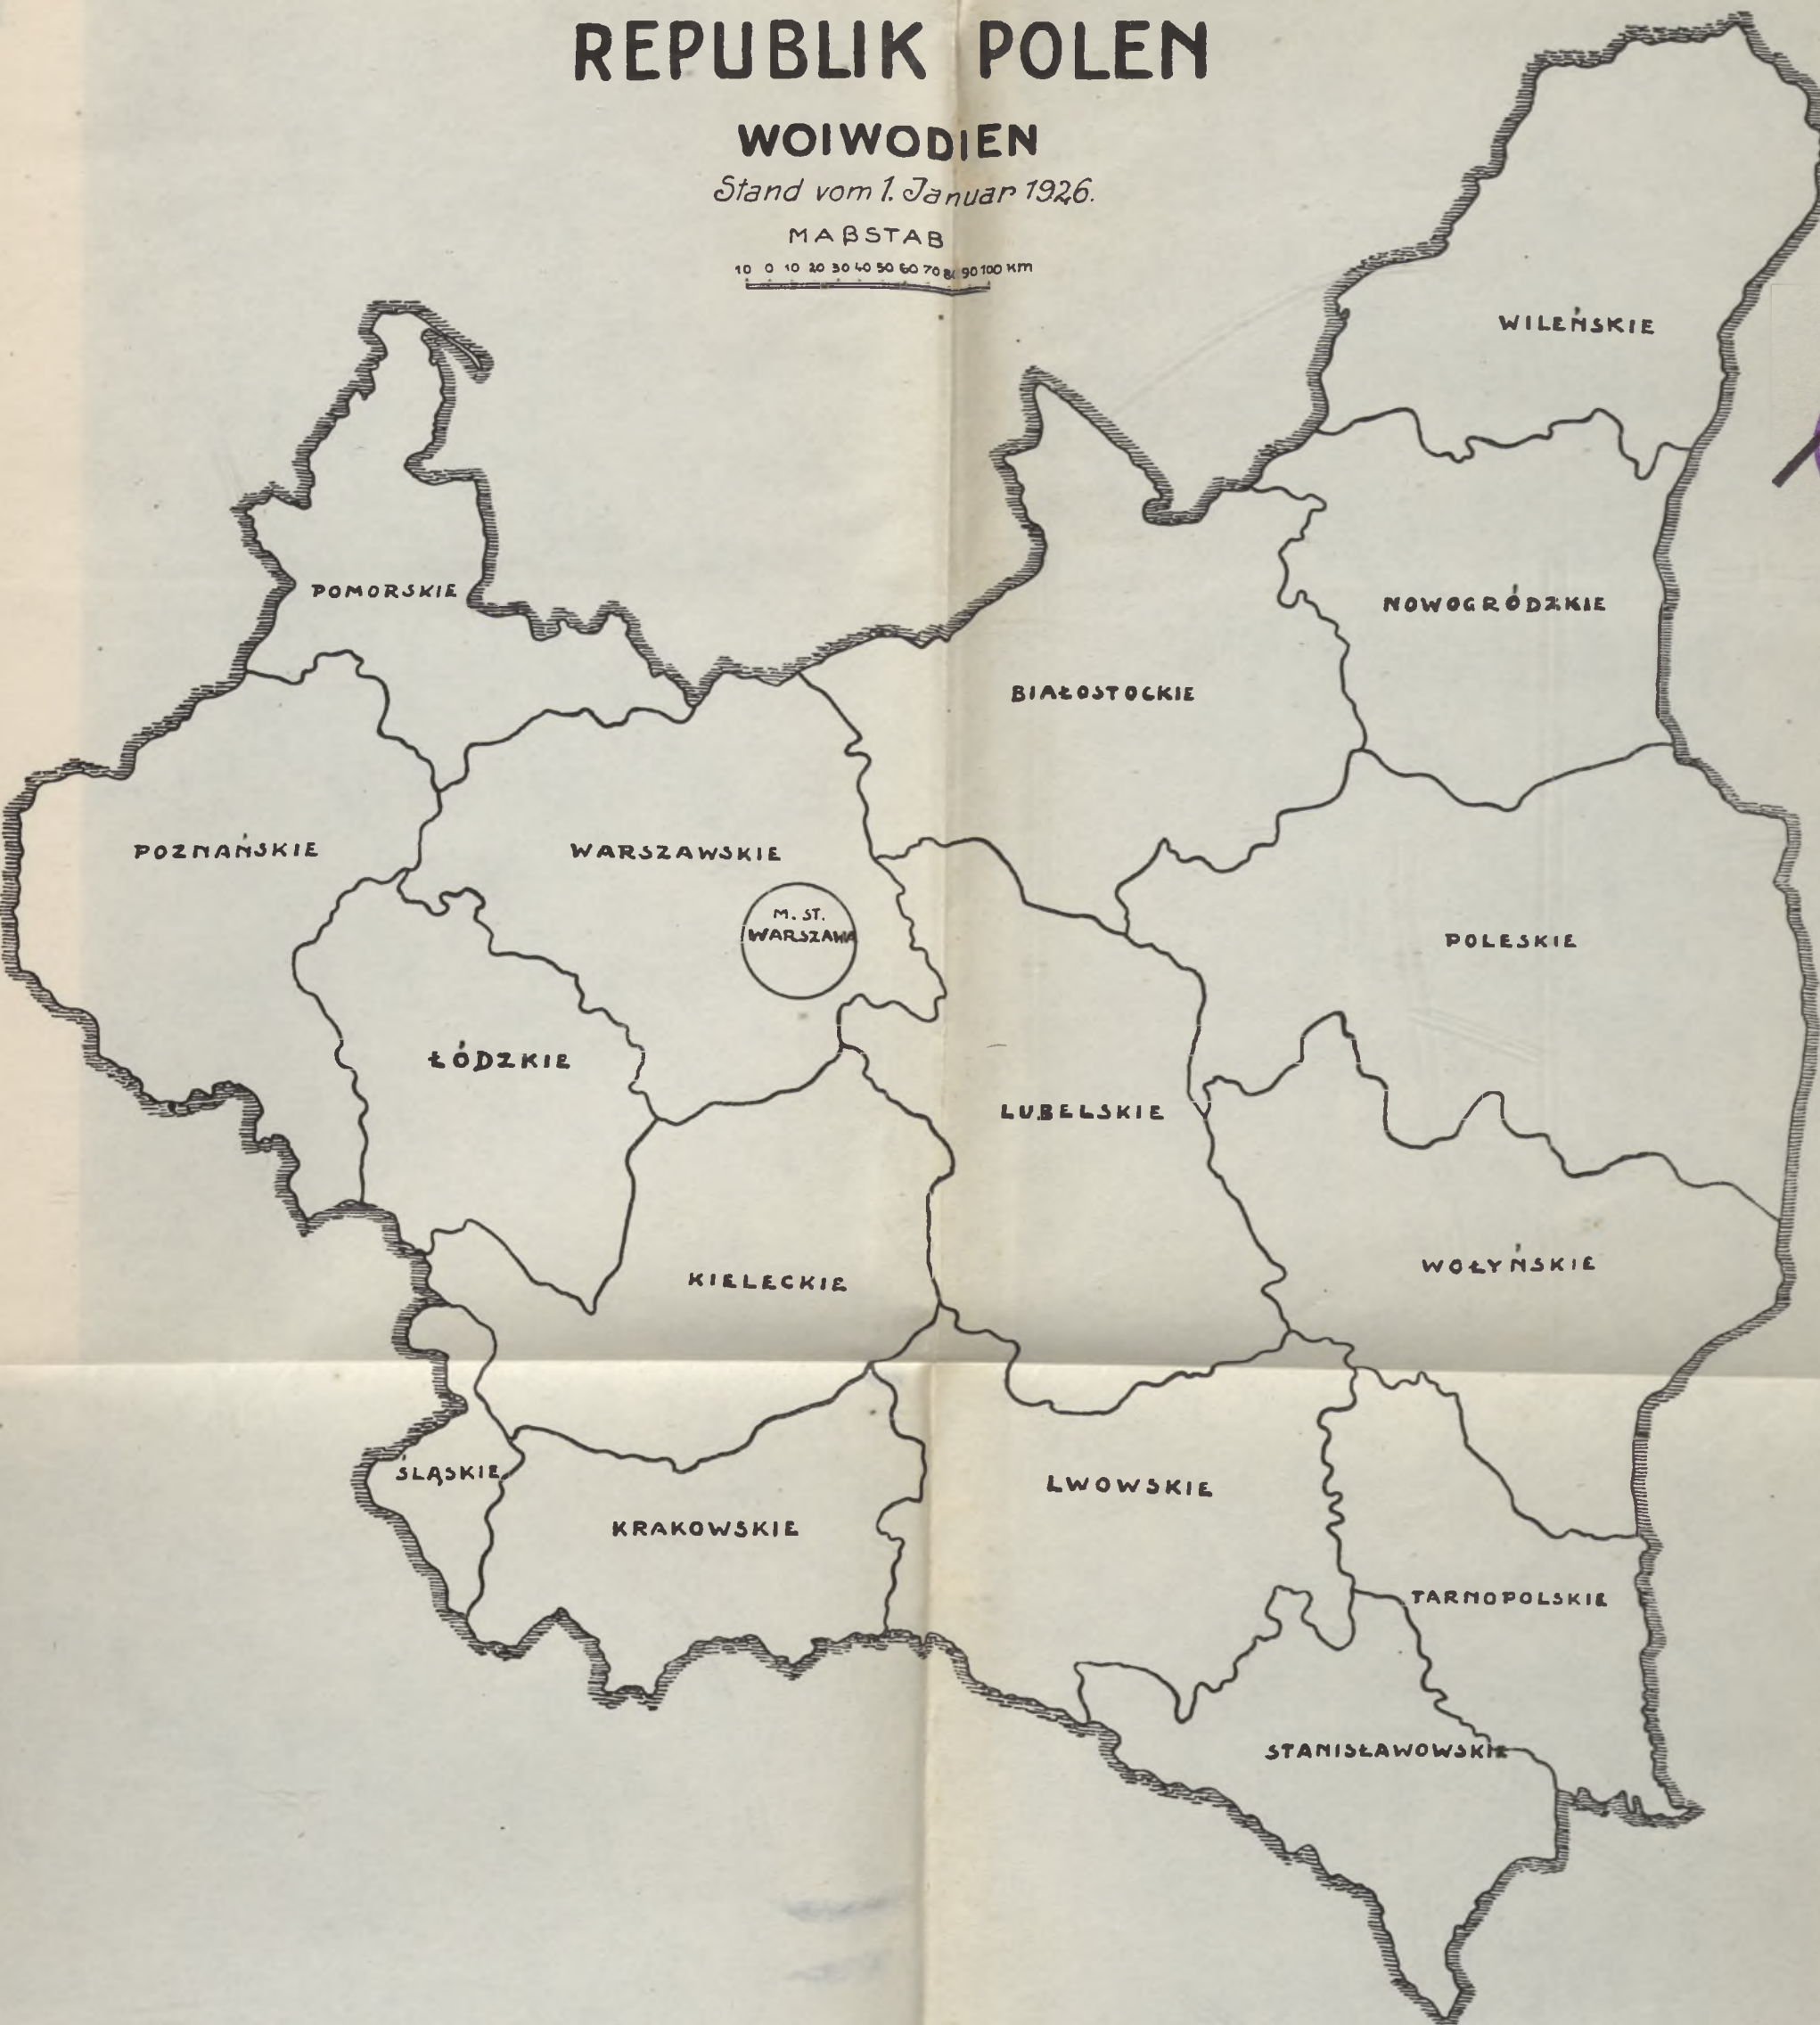 REPUBLIK POLEN
WOIWODIEN
Stand vom 1. Januar 1926.
MAßSTAB
10 0 10 20 30 40 50 60 70 80 90 100 KM
WILEŃSKIE
POMORSKIE
NOWOGRÓDZKIE
BIAŁOSTOCKIE
POZNAŃSKIE
WARSZAWSKIE
M. ST.
WARSZAWA
POLESKIE
ŁÓDZKIE
LUBELSKIE
WOŁYŃSKIE
KIELECKIE
ŚLĄSKIE
LWOWSKIE
KRAKOWSKIE
TARNOPOLSKIE
STANISŁAWOWSKIE